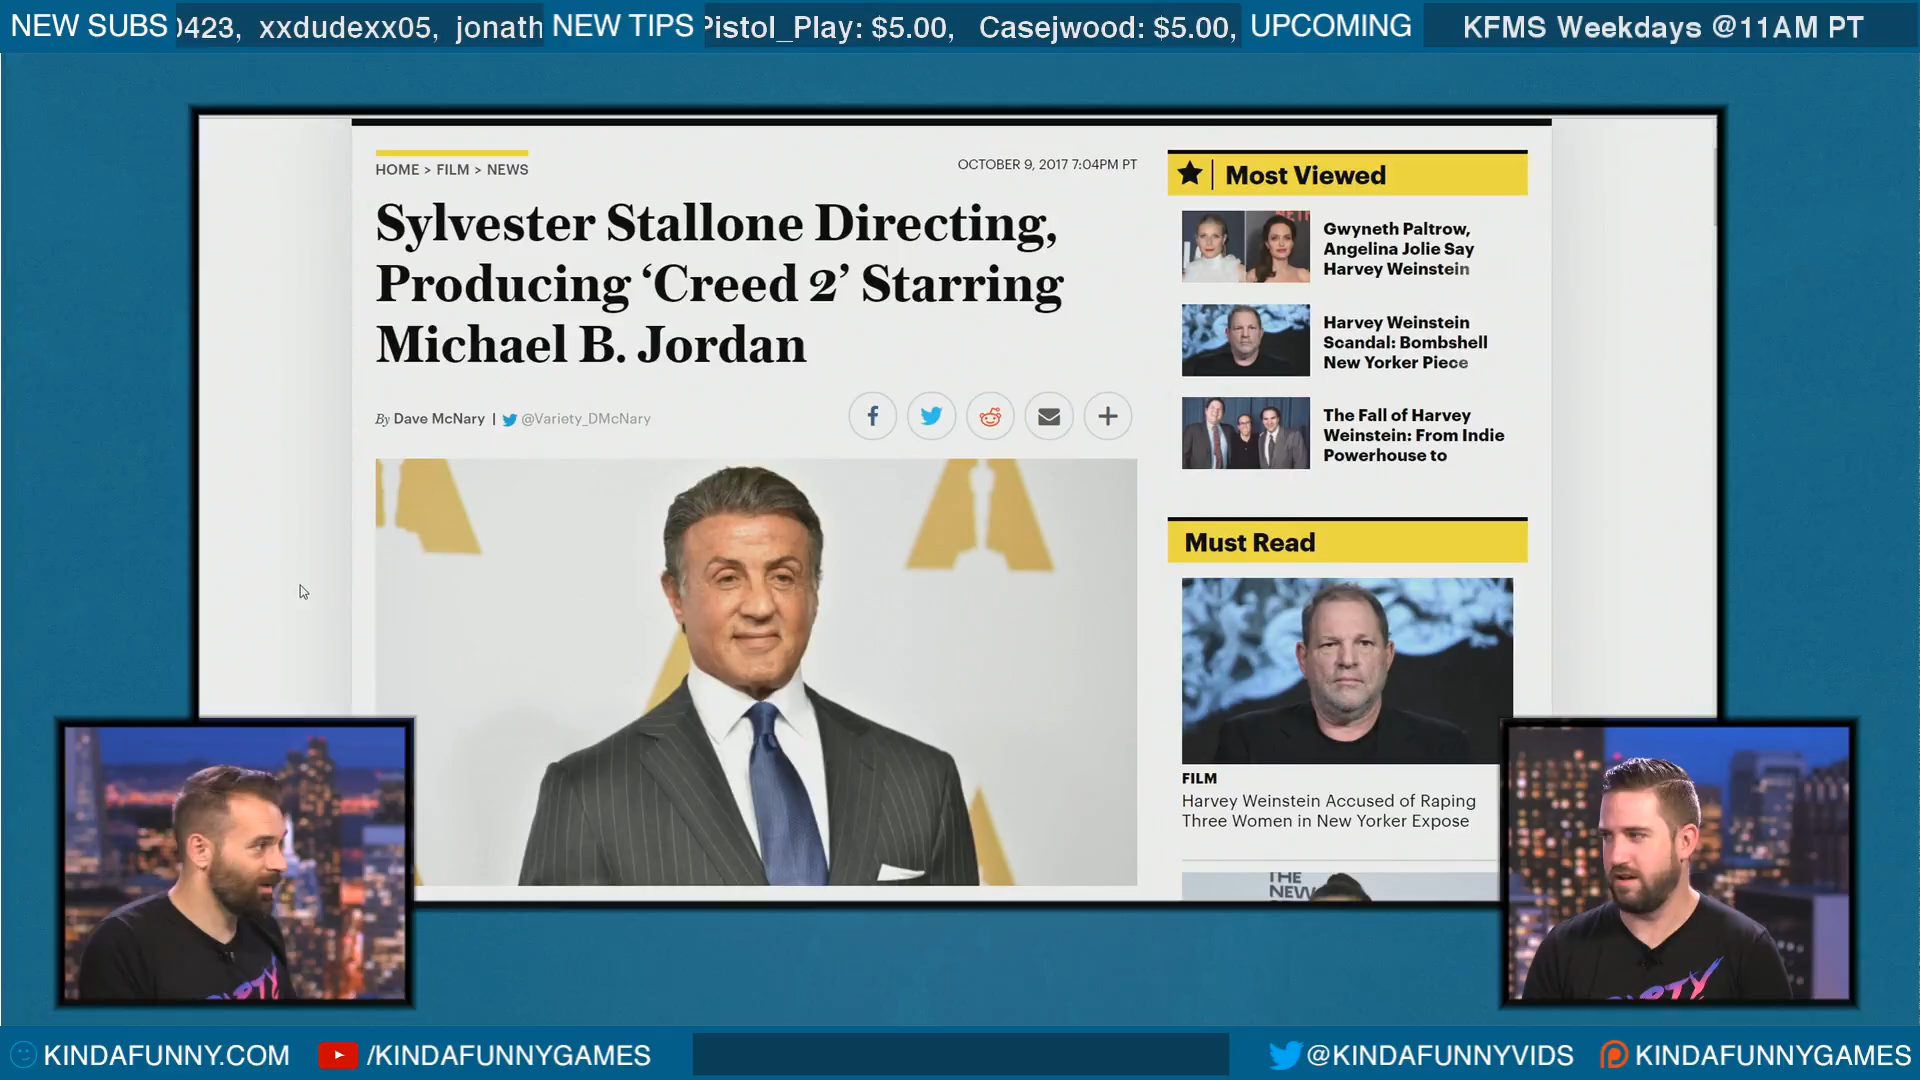 NEW SUBS
0423, xxdudexx05, jonath
NEW TIPS
Pistol_Play: $5.00, Casejwood: $5.00,
UPCOMING
KFMS Weekdays @11AM PT
HOME > FILM > NEWS
OCTOBER 9, 2017 7:04PM PT
Sylvester Stallone Directing,
Producing ‘Creed 2’ Starring
Michael B. Jordan
By Dave McNary | @Variety_DMcNary
Most Viewed
Gwyneth Paltrow,
Angelina Jolie Say
Harvey Weinstein
Harvey Weinstein
Scandal: Bombshell
New Yorker Piece
The Fall of Harvey
Weinstein: From Indie
Powerhouse to
Must Read
FILM
Harvey Weinstein Accused of Raping
Three Women in New Yorker Expose
THE
NEW
PARTY
KINDAFUNNY.COM
/KINDAFUNNYGAMES
@KINDAFUNNYVIDS
KINDAFUNNYGAMES